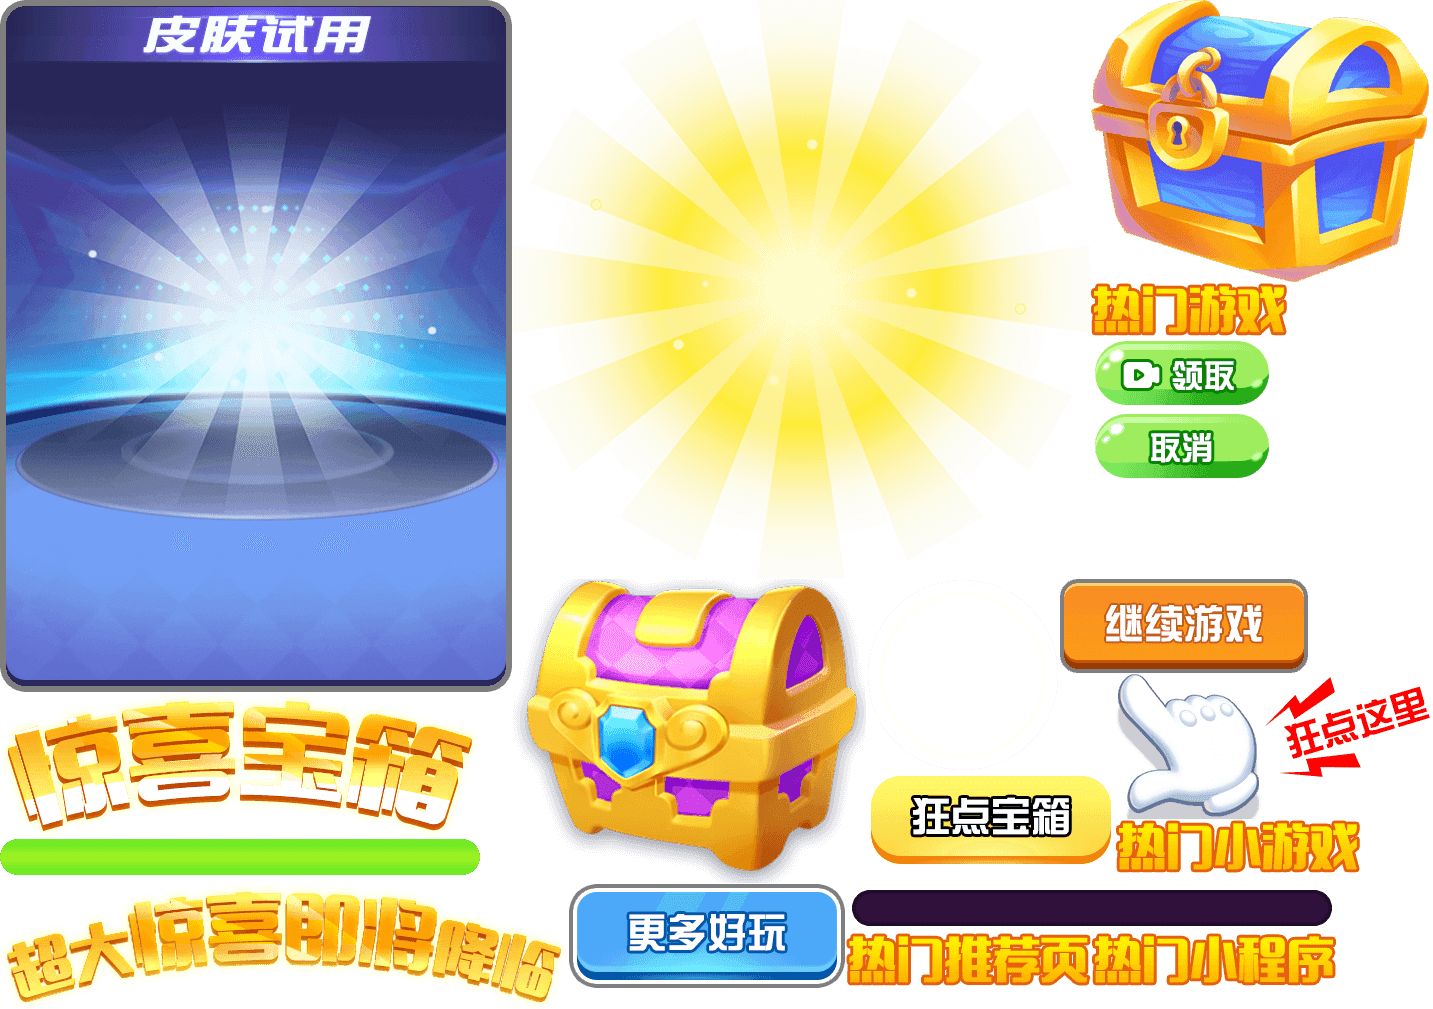 皮肤试用
热门游戏
领取
取消
继续游戏
狂点这里
惊喜宝箱
狂点宝箱
热门小游戏
超大惊喜即将降临
更多好玩
热门推荐页
热门小程序